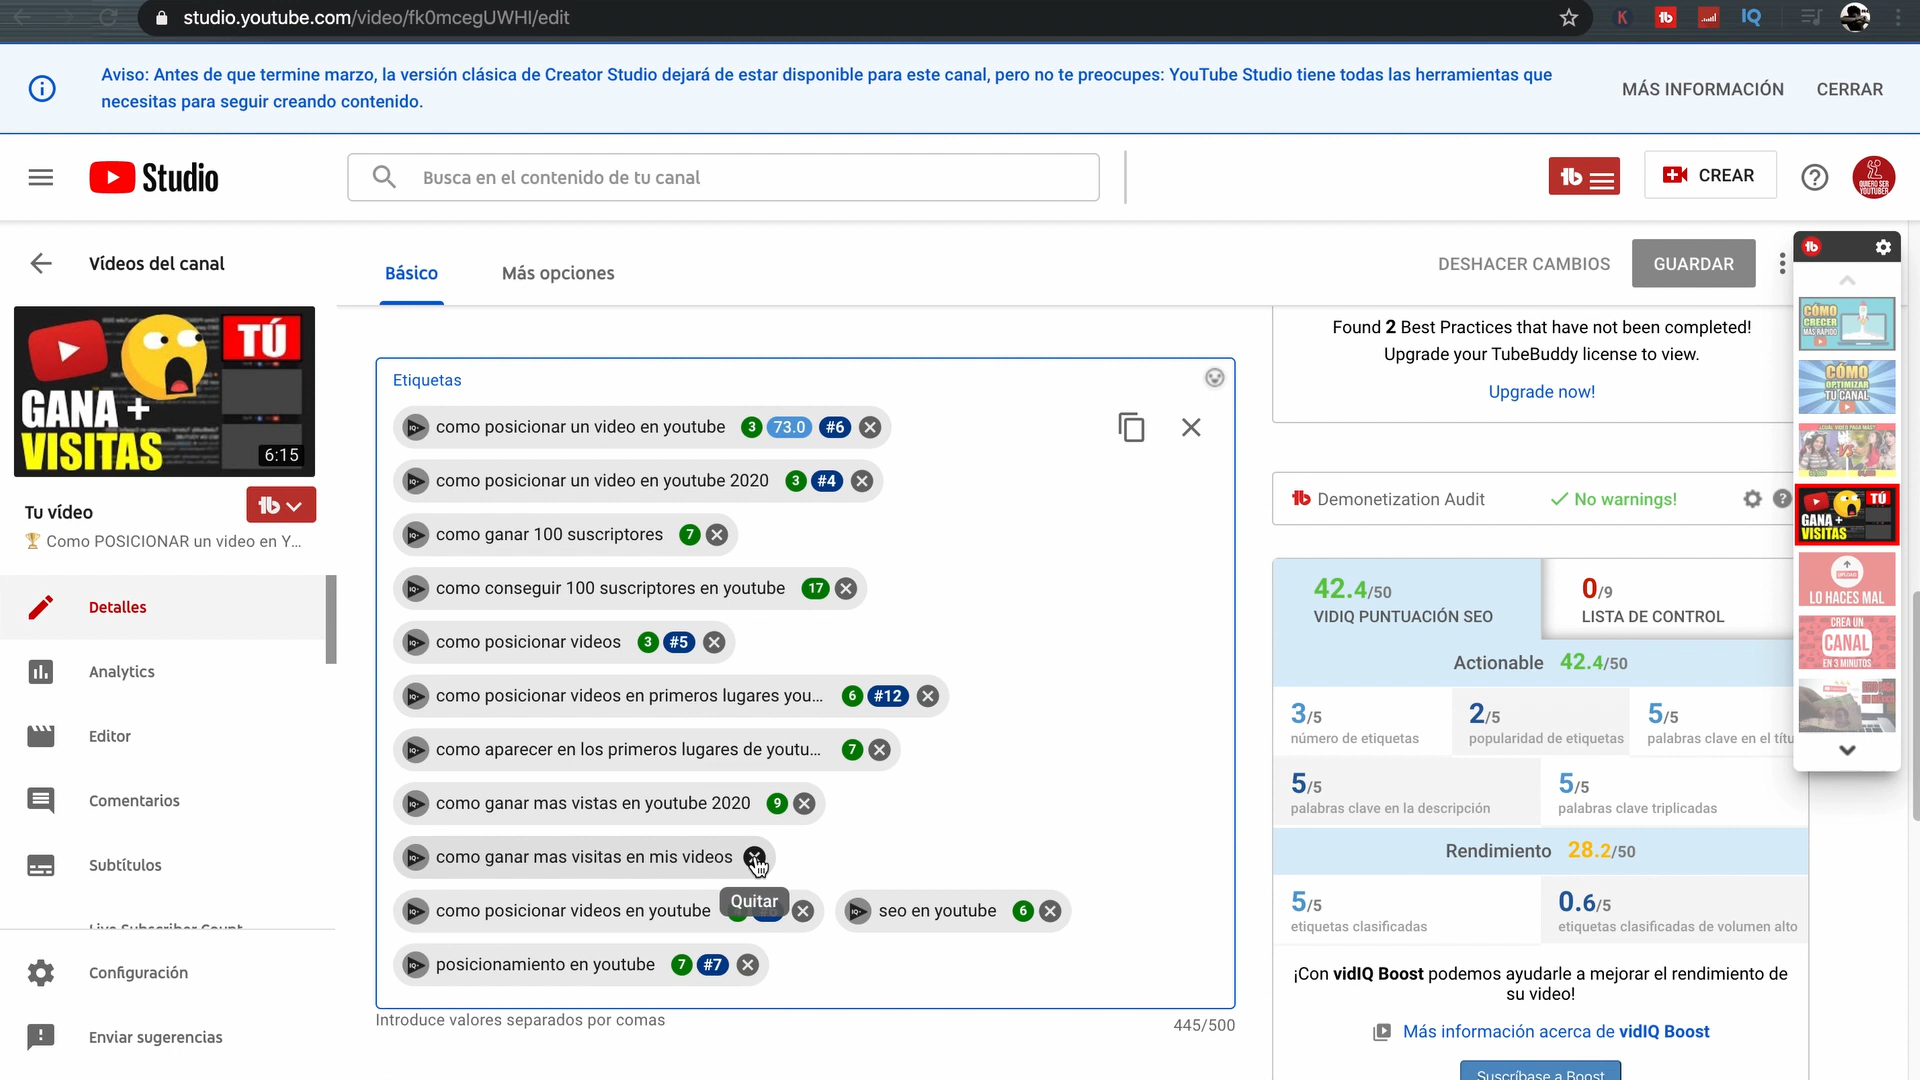 studio.youtube.com/video/fk0mcegUWHI/edit
K
IQ
Aviso: Antes de que termine marzo, la versión clásica de Creator Studio dejará de estar disponible para este canal, pero no te preocupes: YouTube Studio tiene todas las herramientas que
necesitas para seguir creando contenido.
MÁS INFORMACIÓN
CERRAR
Studio
Busca en el contenido de tu canal
CREAR
QUIERO SER
YOUTUBER
Vídeos del canal
Básico
Más opciones
DESHACER CAMBIOS
GUARDAR
TÚ
GANA +
VISITAS
6:15
Tu vídeo
Como POSICIONAR un video en Y...
Detalles
Analytics
Editor
Comentarios
Subtítulos
Configuración
Enviar sugerencias
Etiquetas
como posicionar un video en youtube 3 73.0 #6
como posicionar un video en youtube 2020 3 #4
como ganar 100 suscriptores 7
como conseguir 100 suscriptores en youtube 17
como posicionar videos 3 #5
como posicionar videos en primeros lugares you... 6 #12
como aparecer en los primeros lugares de youtu... 7
como ganar mas vistas en youtube 2020 9
como ganar mas visitas en mis videos
Quitar
como posicionar videos en youtube
seo en youtube 6
posicionamiento en youtube 7 #7
Introduce valores separados por comas
445/500
Found 2 Best Practices that have not been completed!
Upgrade your TubeBuddy license to view.
Upgrade now!
Demonetization Audit
No warnings!
42.4/50
VIDIQ PUNTUACIÓN SEO
0/9
LISTA DE CONTROL
Actionable 42.4/50
3/5
número de etiquetas
2/5
popularidad de etiquetas
5/5
palabras clave en el títu
5/5
palabras clave en la descripción
5/5
palabras clave triplicadas
Rendimiento 28.2/50
5/5
etiquetas clasificadas
0.6/5
etiquetas clasificadas de volumen alto
¡Con vidIQ Boost podemos ayudarle a mejorar el rendimiento de
su video!
Más información acerca de vidIQ Boost
Suscríbase a Boost
CÓMO
CRECER
MÁS RÁPIDO
CÓMO
OPTIMIZAR
TU CANAL
VS
TÚ
GANA +
VISITAS
LO HACES MAL
CREA UN
CANAL
EN 3 MINUTOS